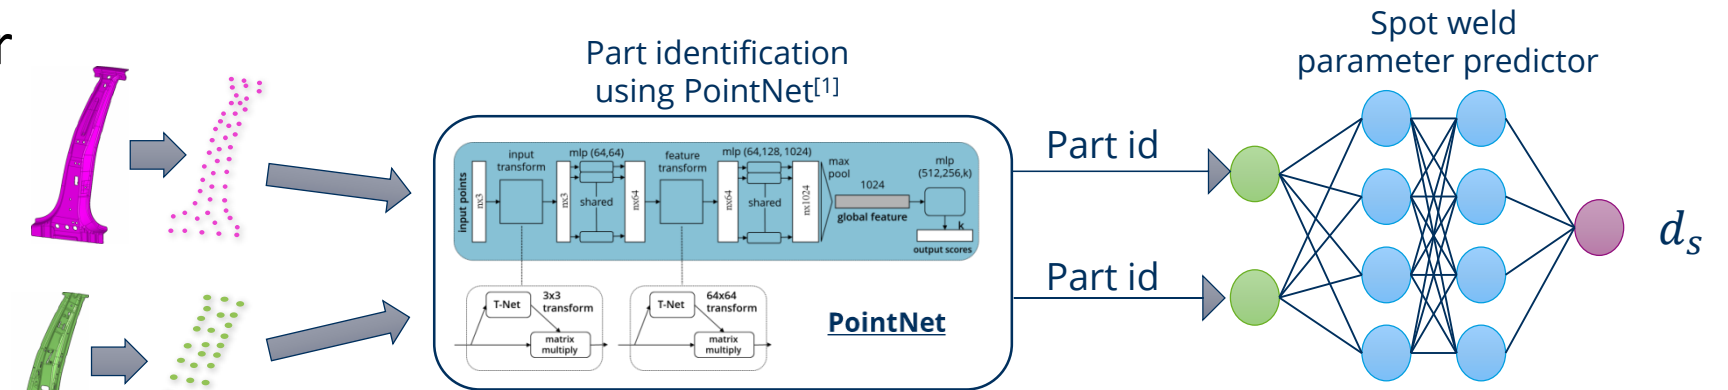 r
Part identification
using PointNet[1]
Spot weld
parameter predictor
input
transform
mlp (64,64)
feature
transform
mlp (64,128, 1024)
max
pool
mlp
(512,256,k)
input points
nx3
nx3
shared
nx64
nx64
shared
nx1024
1024
global feature
k
output scores
T-Net
3x3
transform
matrix
multiply
T-Net
64x64
transform
matrix
multiply
PointNet
Part id
Part id
dₛ